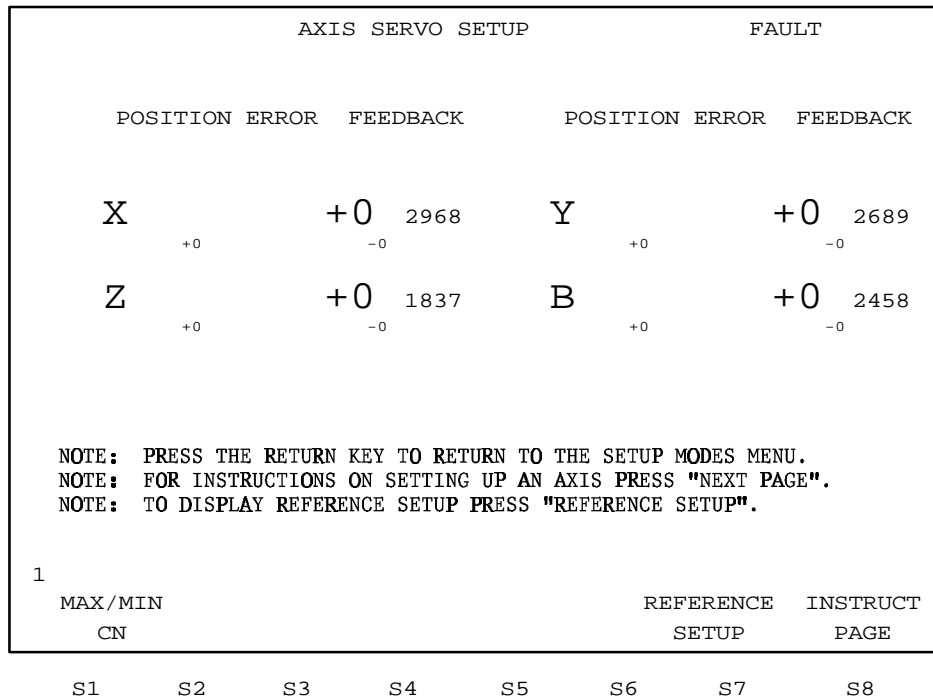 AXIS SERVO SETUP FAULT
POSITION ERROR FEEDBACK POSITION ERROR FEEDBACK
X +0 2968 Y +0 2689
+0 -0 +0 -0
Z +0 1837 B +0 2458
+0 -0 +0 -0
NOTE: PRESS THE RETURN KEY TO RETURN TO THE SETUP MODES MENU.
NOTE: FOR INSTRUCTIONS ON SETTING UP AN AXIS PRESS "NEXT PAGE".
NOTE: TO DISPLAY REFERENCE SETUP PRESS "REFERENCE SETUP".
1
MAX/MIN REFERENCE INSTRUCT
CN SETUP PAGE
S1 S2 S3 S4 S5 S6 S7 S8